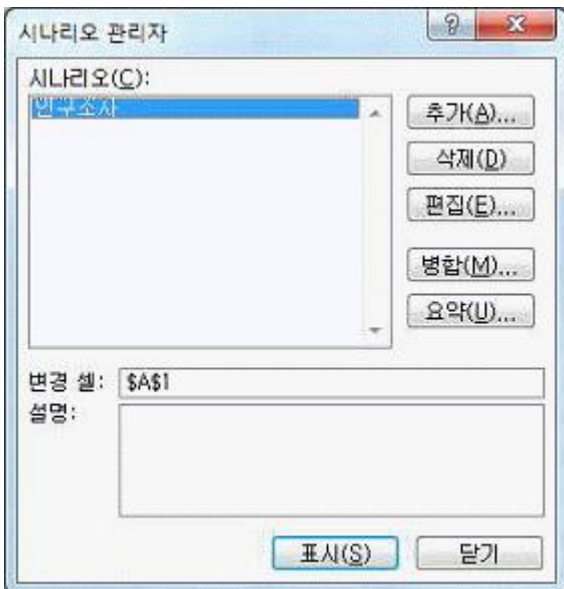 시나리오 관리자
시나리오(C):
인구조사
추가(A)...
삭제(D)
편집(E)...
병합(M)...
요약(U)...
변경 셀: $A$1
설명:
표시(S) 닫기